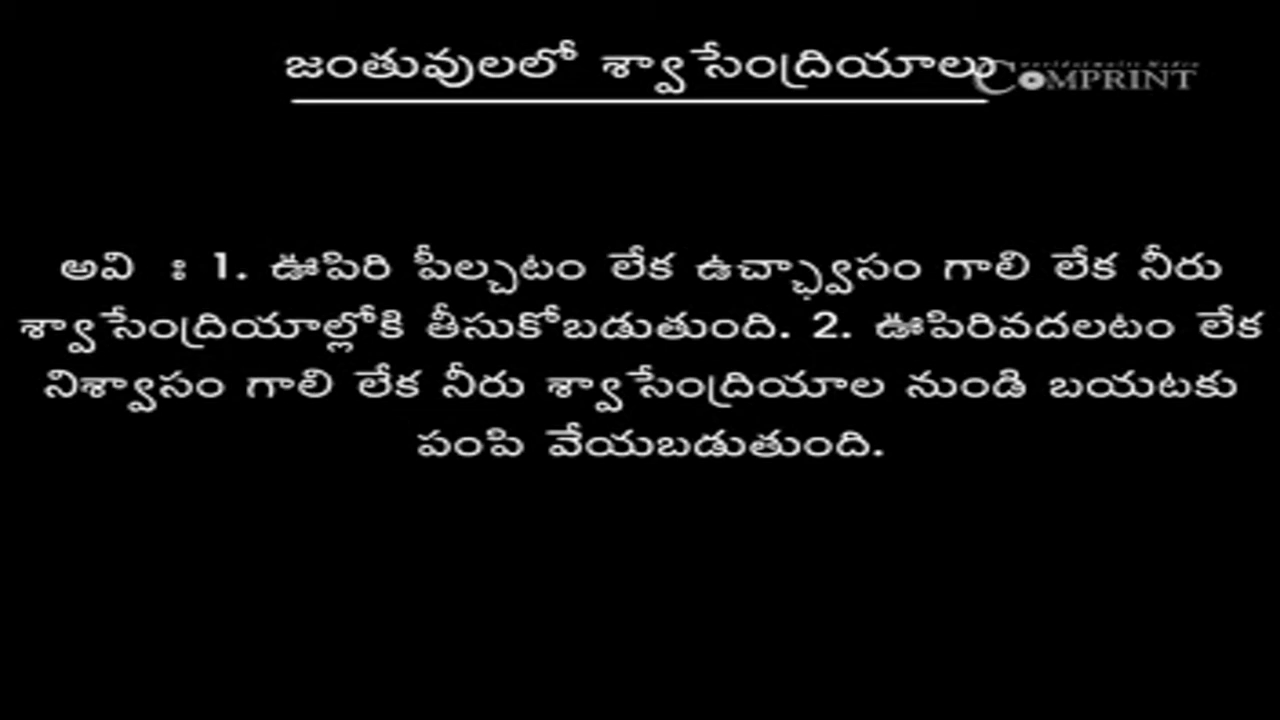 జంతువులలో శ్వాసేంద్రియాలు
COMPRINT
అవి : 1. ఊపిరి పీల్చటం లేక ఉచ్ఛ్వాసం గాలి లేక నీరు
శ్వాసేంద్రియాల్లోకి తీసుకోబడుతుంది. 2. ఊపిరివదలటం లేక
నిశ్వాసం గాలి లేక నీరు శ్వాసేంద్రియాల నుండి బయటకు
పంపి వేయబడుతుంది.